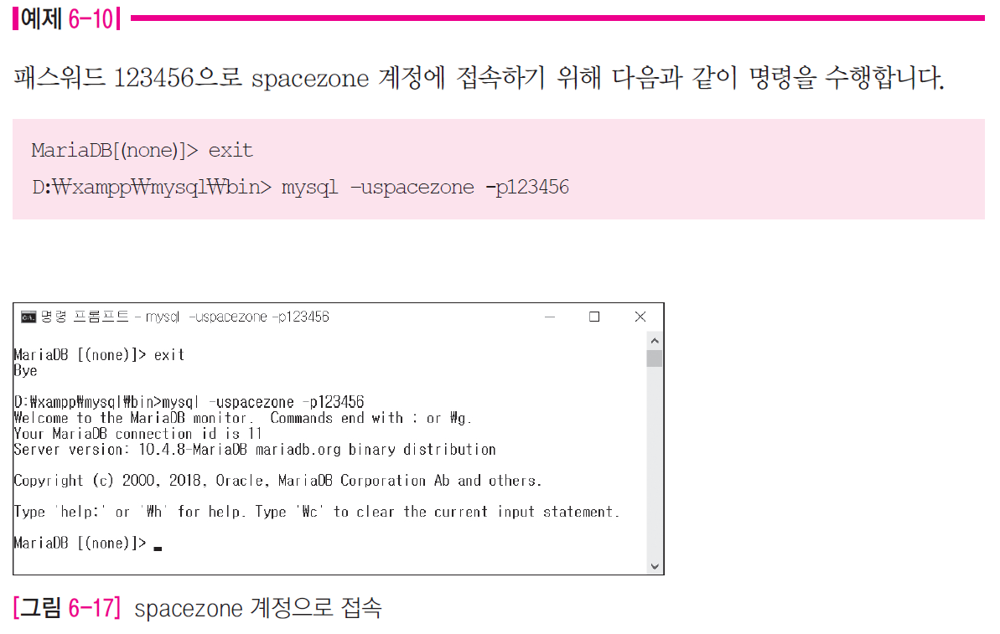 예제 6-10
패스워드 123456으로 spacezone 계정에 접속하기 위해 다음과 같이 명령을 수행합니다.
MariaDB[(none)]> exit
D:₩xampp₩mysql₩bin> mysql -uspacezone -p123456
명령 프롬프트 - mysql -uspacezone -p123456
MariaDB [(none)]> exit
Bye
D:₩xampp₩mysql₩bin>mysql -uspacezone -p123456
Welcome to the MariaDB monitor.  Commands end with ; or ₩g.
Your MariaDB connection id is 11
Server version: 10.4.8-MariaDB mariadb.org binary distribution
Copyright (c) 2000, 2018, Oracle, MariaDB Corporation Ab and others.
Type 'help;' or '₩h' for help. Type '₩c' to clear the current input statement.
MariaDB [(none)]> _
[그림 6-17] spacezone 계정으로 접속